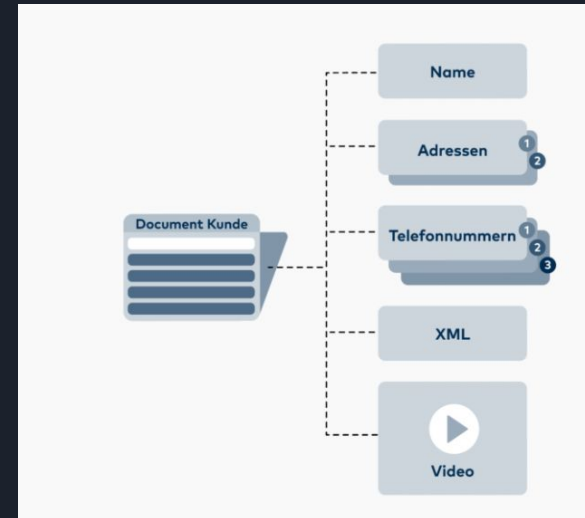 Name
Adressen
1
2
Document Kunde
Telefonnummern
1
2
3
XML
Video